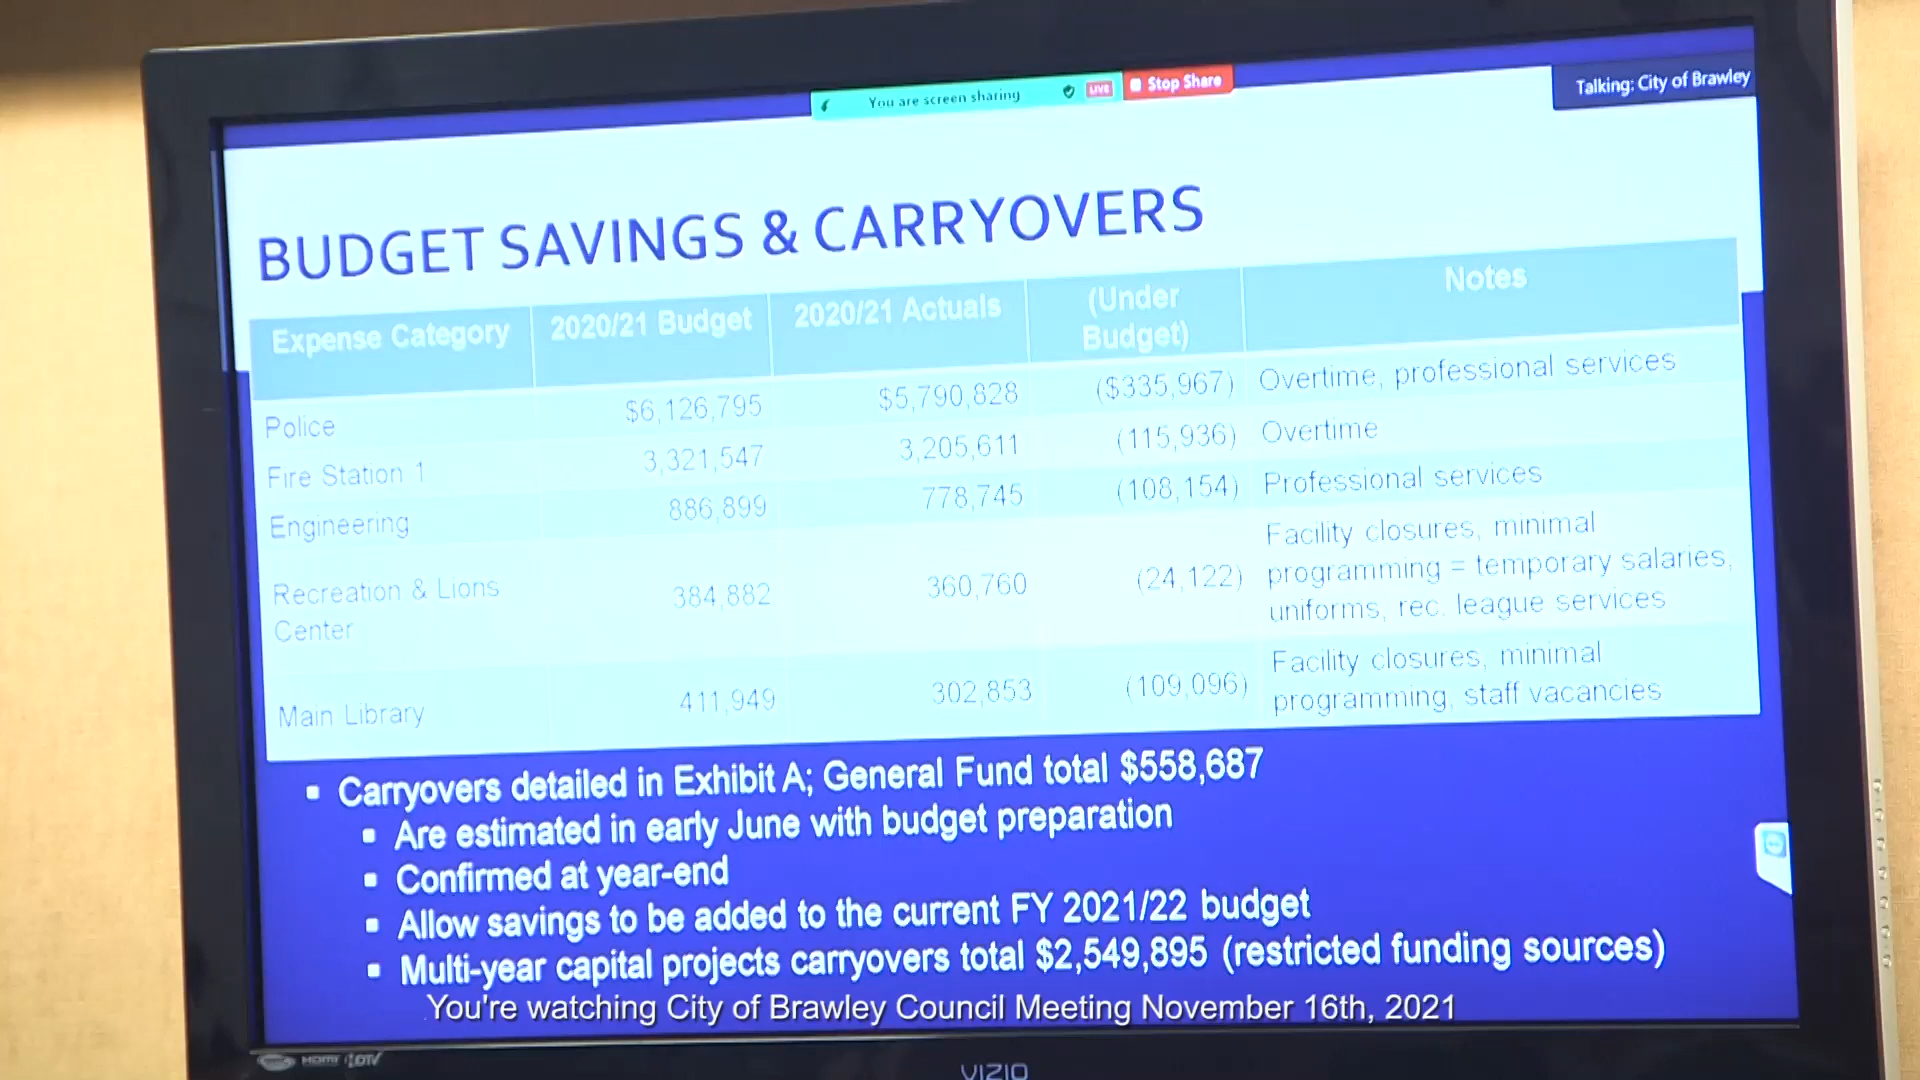 You are screen sharing LIVE Stop Share
Talking: City of Brawley
BUDGET SAVINGS & CARRYOVERS
Expense Category 2020/21 Budget 2020/21 Actuals (Under Budget) Notes
Police $6,126,795 $5,790,828 ($335,967) Overtime, professional services
Fire Station 1 3,321,547 3,205,611 (115,936) Overtime
Engineering 886,899 778,745 (108,154) Professional services
Recreation & Lions Center 384,882 360,760 (24,122) Facility closures, minimal programming = temporary salaries, uniforms, rec. league services
Main Library 411,949 302,853 (109,096) Facility closures, minimal programming, staff vacancies
▪ Carryovers detailed in Exhibit A; General Fund total $558,687
▪ Are estimated in early June with budget preparation
▪ Confirmed at year-end
▪ Allow savings to be added to the current FY 2021/22 budget
▪ Multi-year capital projects carryovers total $2,549,895 (restricted funding sources)
You're watching City of Brawley Council Meeting November 16th, 2021
HDMI HDTV
VIZIO